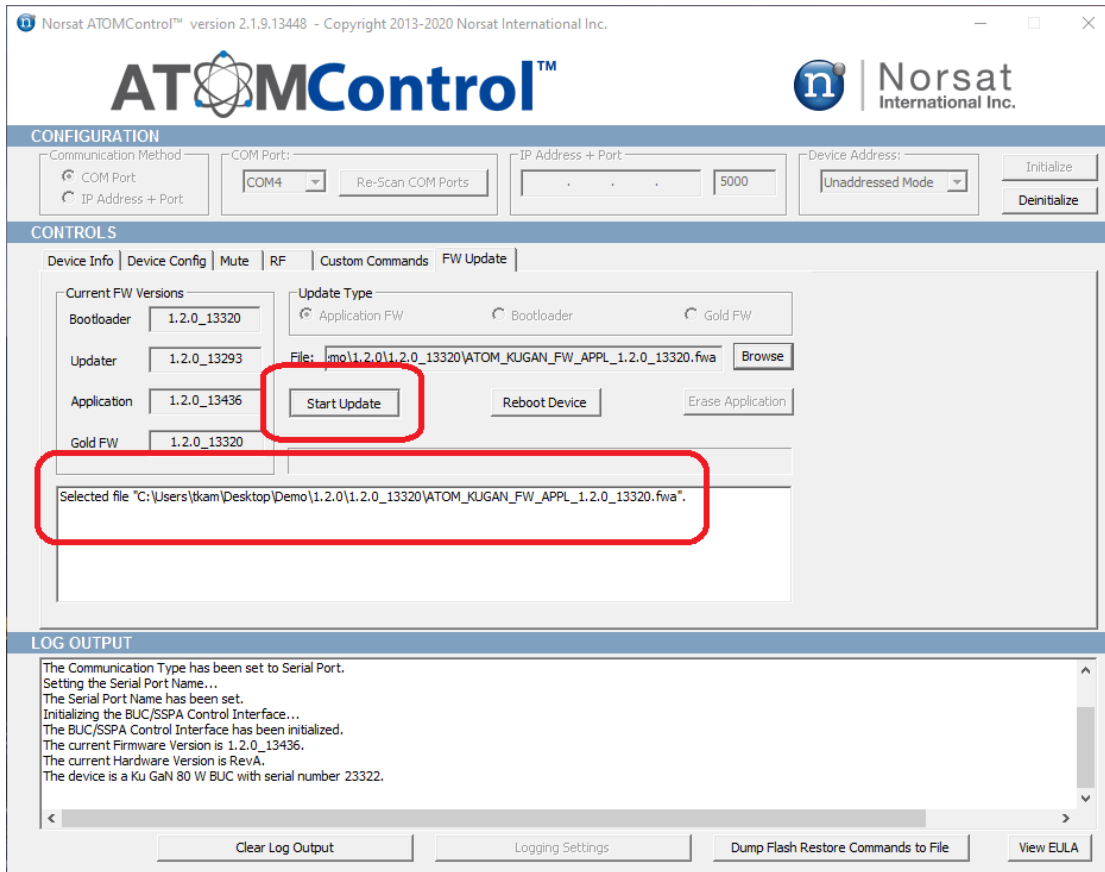 Norsat ATOMControl™ version 2.1.9.13448 - Copyright 2013-2020 Norsat International Inc.
ATOMControl™
n Norsat
International Inc.
CONFIGURATION
Communication Method
COM Port
IP Address + Port
COM Port:
COM4
Re-Scan COM Ports
IP Address + Port
. . . 5000
Device Address:
Unaddressed Mode
Initialize
Deinitialize
CONTROLS
Device Info Device Config Mute RF Custom Commands FW Update
Current FW Versions
Bootloader 1.2.0_13320
Updater 1.2.0_13293
Application 1.2.0_13436
Gold FW 1.2.0_13320
Update Type
Application FW Bootloader Gold FW
File: mo\1.2.0\1.2.0_13320\ATOM_KUGAN_FW_APPL_1.2.0_13320.fwa Browse
Start Update Reboot Device Erase Application
Selected file "C:\Users\tkam\Desktop\Demo\1.2.0\1.2.0_13320\ATOM_KUGAN_FW_APPL_1.2.0_13320.fwa".
LOG OUTPUT
The Communication Type has been set to Serial Port.
Setting the Serial Port Name...
The Serial Port Name has been set.
Initializing the BUC/SSPA Control Interface...
The BUC/SSPA Control Interface has been initialized.
The current Firmware Version is 1.2.0_13436.
The current Hardware Version is RevA.
The device is a Ku GaN 80 W BUC with serial number 23322.
Clear Log Output Logging Settings Dump Flash Restore Commands to File View EULA